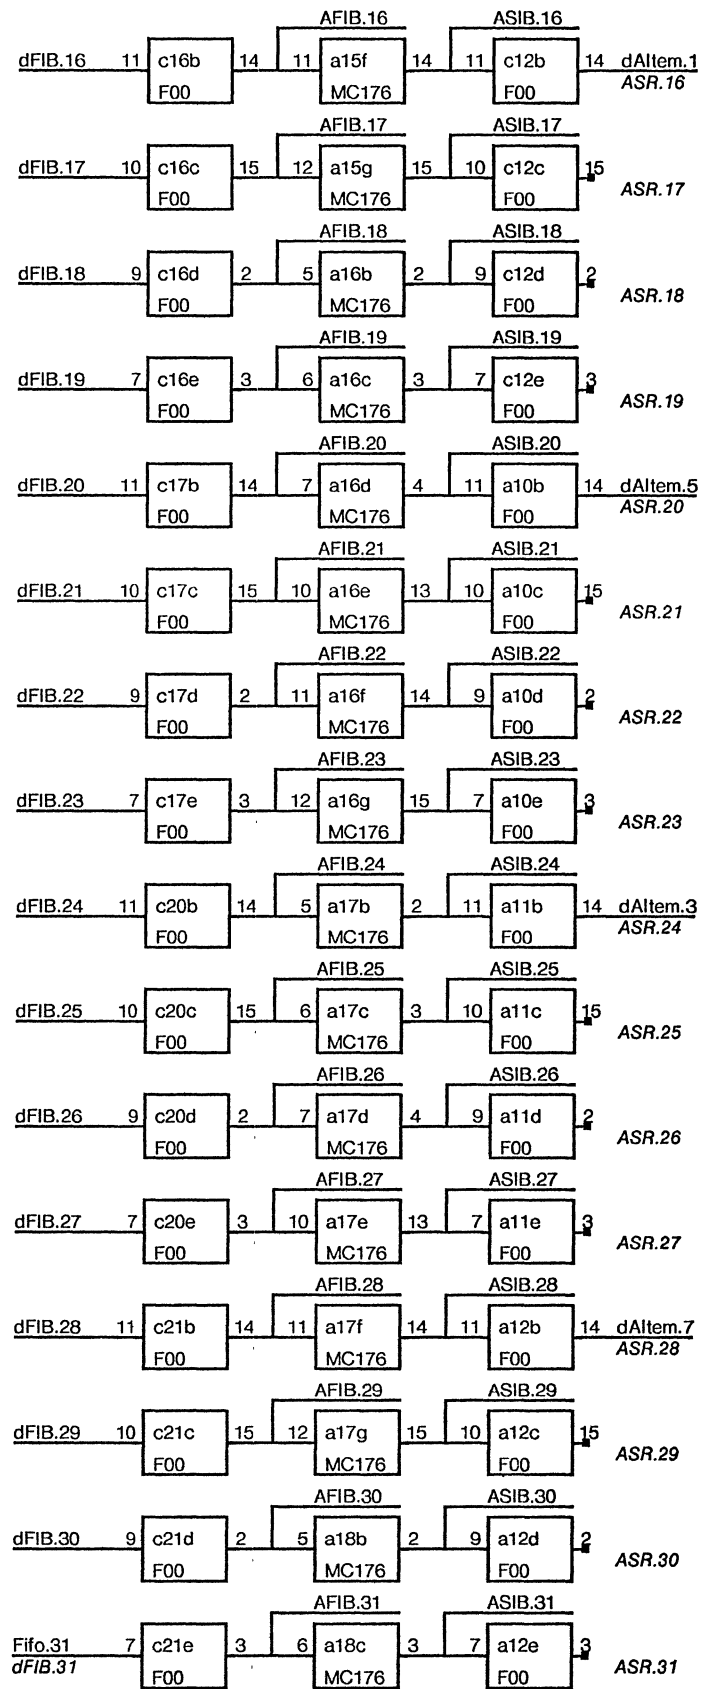 AFIB.16 ASIB.16
dFIB.16 11 c16b 14 11 a15f 14 11 c12b 14 dAItem.1
F00 MC176 F00 ASR.16
AFIB.17 ASIB.17
dFIB.17 10 c16c 15 12 a15g 15 10 c12c 15
F00 MC176 F00 ASR.17
AFIB.18 ASIB.18
dFIB.18 9 c16d 2 5 a16b 2 9 c12d 2
F00 MC176 F00 ASR.18
AFIB.19 ASIB.19
dFIB.19 7 c16e 3 6 a16c 3 7 c12e 3
F00 MC176 F00 ASR.19
AFIB.20 ASIB.20
dFIB.20 11 c17b 14 7 a16d 4 11 a10b 14 dAItem.5
F00 MC176 F00 ASR.20
AFIB.21 ASIB.21
dFIB.21 10 c17c 15 10 a16e 13 10 a10c 15
F00 MC176 F00 ASR.21
AFIB.22 ASIB.22
dFIB.22 9 c17d 2 11 a16f 14 9 a10d 2
F00 MC176 F00 ASR.22
AFIB.23 ASIB.23
dFIB.23 7 c17e 3 12 a16g 15 7 a10e 3
F00 MC176 F00 ASR.23
AFIB.24 ASIB.24
dFIB.24 11 c20b 14 5 a17b 2 11 a11b 14 dAItem.3
F00 MC176 F00 ASR.24
AFIB.25 ASIB.25
dFIB.25 10 c20c 15 6 a17c 3 10 a11c 15
F00 MC176 F00 ASR.25
AFIB.26 ASIB.26
dFIB.26 9 c20d 2 7 a17d 4 9 a11d 2
F00 MC176 F00 ASR.26
AFIB.27 ASIB.27
dFIB.27 7 c20e 3 10 a17e 13 7 a11e 3
F00 MC176 F00 ASR.27
AFIB.28 ASIB.28
dFIB.28 11 c21b 14 11 a17f 14 11 a12b 14 dAItem.7
F00 MC176 F00 ASR.28
AFIB.29 ASIB.29
dFIB.29 10 c21c 15 12 a17g 15 10 a12c 15
F00 MC176 F00 ASR.29
AFIB.30 ASIB.30
dFIB.30 9 c21d 2 5 a18b 2 9 a12d 2
F00 MC176 F00 ASR.30
AFIB.31 ASIB.31
Fifo.31 7 c21e 3 6 a18c 3 7 a12e 3
dFIB.31 F00 MC176 F00 ASR.31